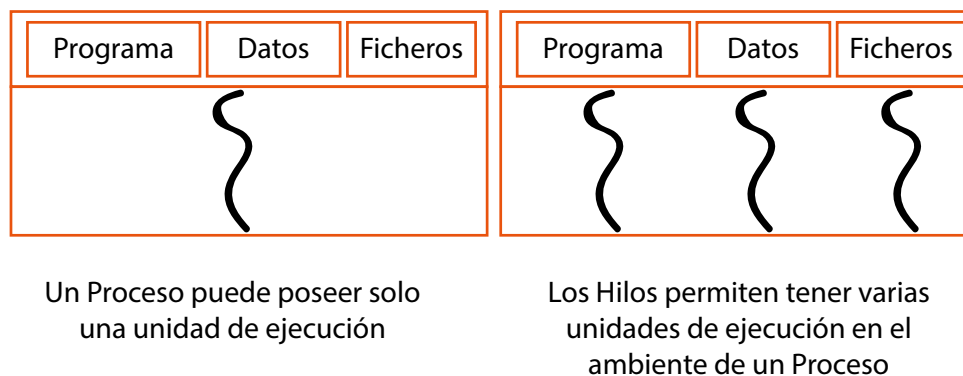 Programa Datos Ficheros
Programa Datos Ficheros
Un Proceso puede poseer solo
una unidad de ejecución
Los Hilos permiten tener varias
unidades de ejecución en el
ambiente de un Proceso